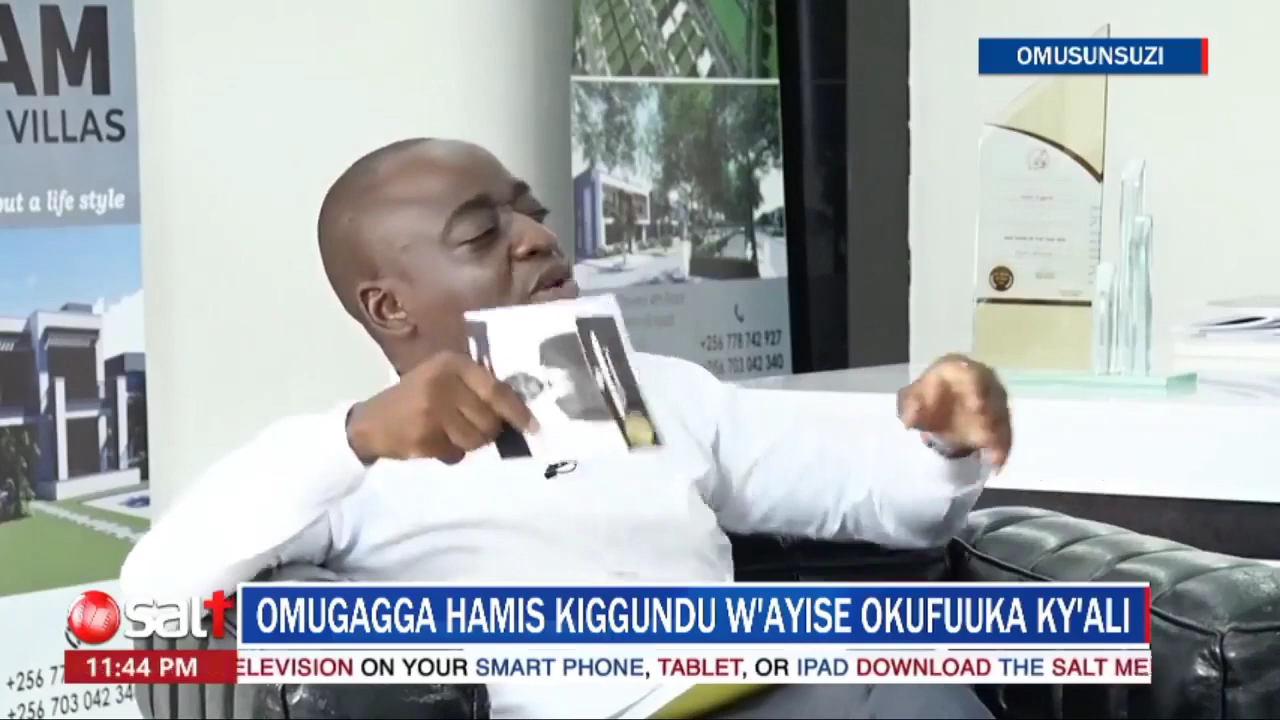 AM
VILLAS
out a life style
OMUSUNSUZI
+256 778 742 927
256 703 042 340
salt
OMUGAGGA HAMIS KIGGUNDU W'AYISE OKUFUUKA KY'ALI
11:44 PM
ELEVISION ON YOUR SMART PHONE, TABLET, OR IPAD DOWNLOAD THE SALT ME
+256 77
+256 703 042 34